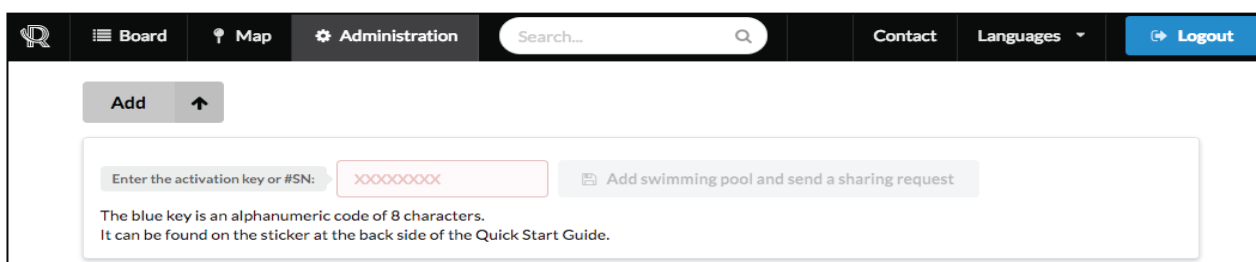 R Board Map Administration Search... Contact Languages Logout
Add
Enter the activation key or #SN: XXXXXXXX Add swimming pool and send a sharing request
The blue key is an alphanumeric code of 8 characters.
It can be found on the sticker at the back side of the Quick Start Guide.